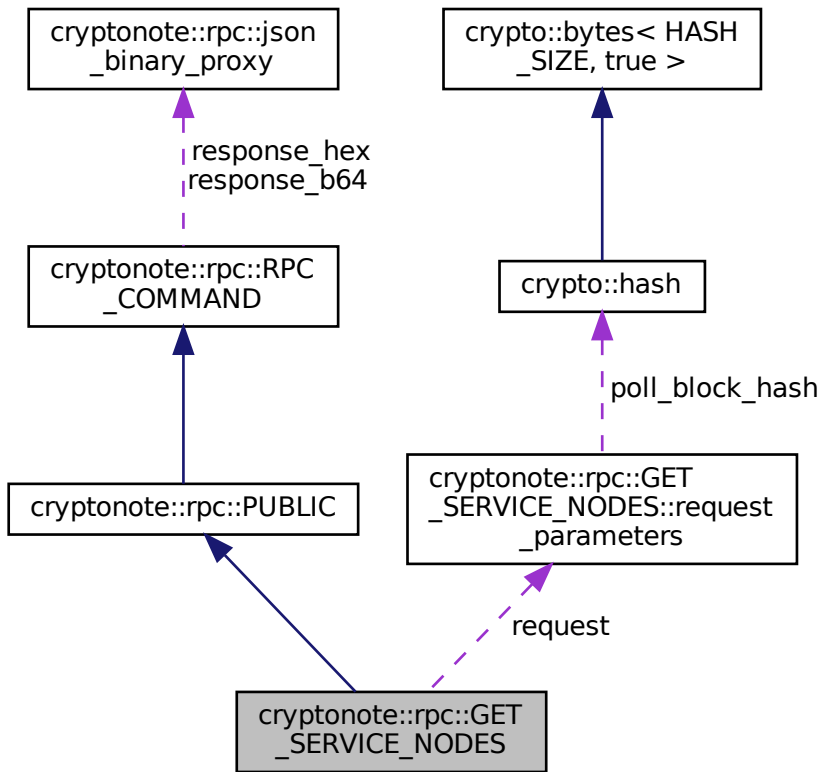 cryptonote::rpc::json
_binary_proxy
crypto::bytes< HASH
_SIZE, true >
response_hex
response_b64
cryptonote::rpc::RPC
_COMMAND
crypto::hash
poll_block_hash
cryptonote::rpc::PUBLIC
cryptonote::rpc::GET
_SERVICE_NODES::request
_parameters
request
cryptonote::rpc::GET
_SERVICE_NODES